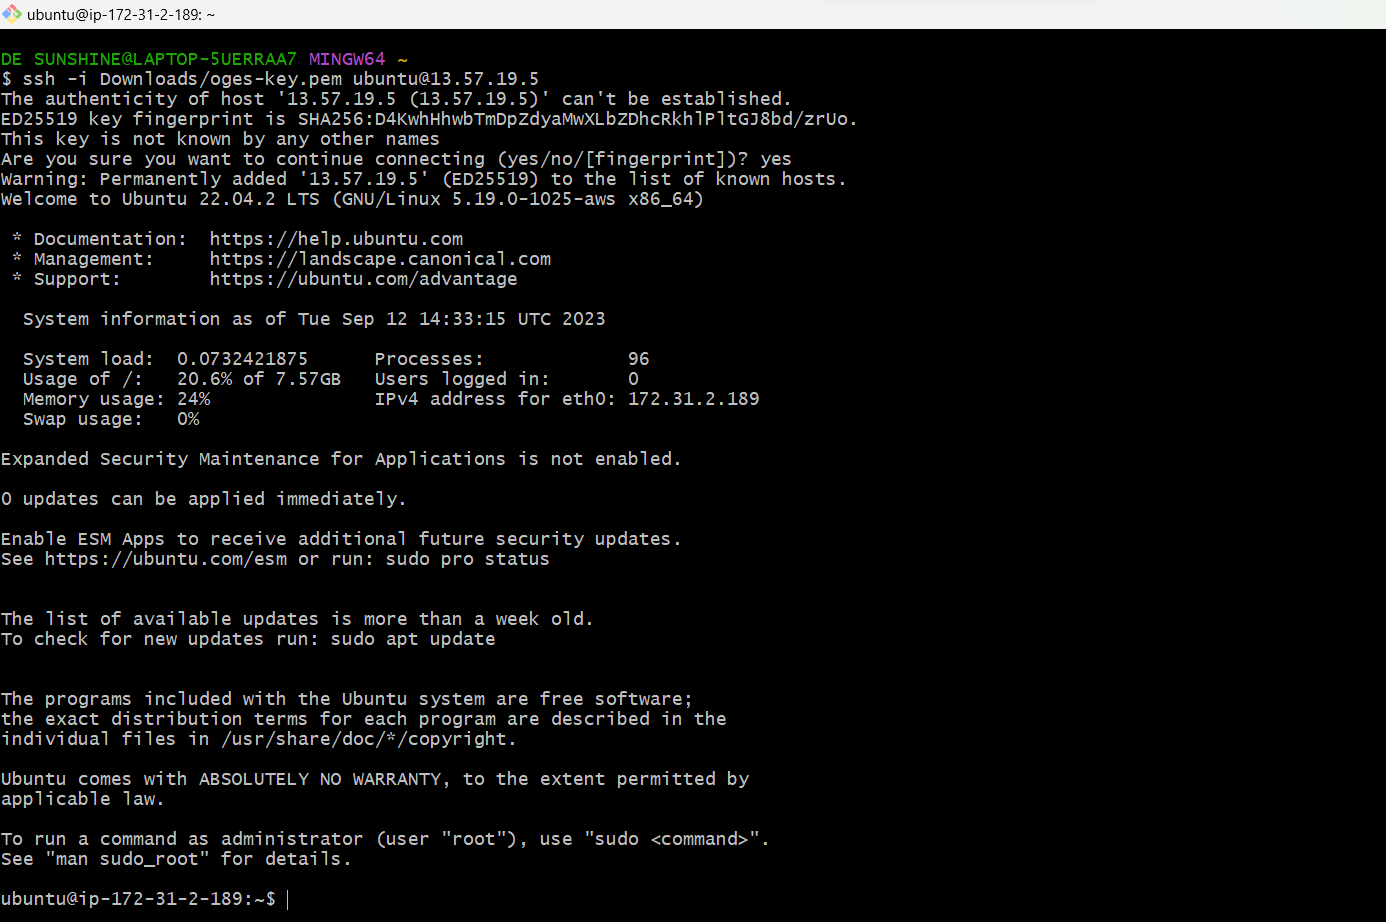 ubuntu@ip-172-31-2-189: ~
DE SUNSHINE@LAPTOP-5UERRAA7 MINGW64 ~
$ ssh -i Downloads/oges-key.pem ubuntu@13.57.19.5
The authenticity of host '13.57.19.5 (13.57.19.5)' can't be established.
ED25519 key fingerprint is SHA256:D4KwhHhwbTmDpZdyaMwXLbZDhcRkhlPltGJ8bd/zrUo.
This key is not known by any other names
Are you sure you want to continue connecting (yes/no/[fingerprint])? yes
Warning: Permanently added '13.57.19.5' (ED25519) to the list of known hosts.
Welcome to Ubuntu 22.04.2 LTS (GNU/Linux 5.19.0-1025-aws x86_64)
* Documentation:  https://help.ubuntu.com
* Management:     https://landscape.canonical.com
* Support:        https://ubuntu.com/advantage
System information as of Tue Sep 12 14:33:15 UTC 2023
System load:  0.0732421875      Processes:             96
Usage of /:   20.6% of 7.57GB   Users logged in:       0
Memory usage: 24%               IPv4 address for eth0: 172.31.2.189
Swap usage:   0%
Expanded Security Maintenance for Applications is not enabled.
0 updates can be applied immediately.
Enable ESM Apps to receive additional future security updates.
See https://ubuntu.com/esm or run: sudo pro status
The list of available updates is more than a week old.
To check for new updates run: sudo apt update
The programs included with the Ubuntu system are free software;
the exact distribution terms for each program are described in the
individual files in /usr/share/doc/*/copyright.
Ubuntu comes with ABSOLUTELY NO WARRANTY, to the extent permitted by
applicable law.
To run a command as administrator (user "root"), use "sudo <command>".
See "man sudo_root" for details.
ubuntu@ip-172-31-2-189:~$